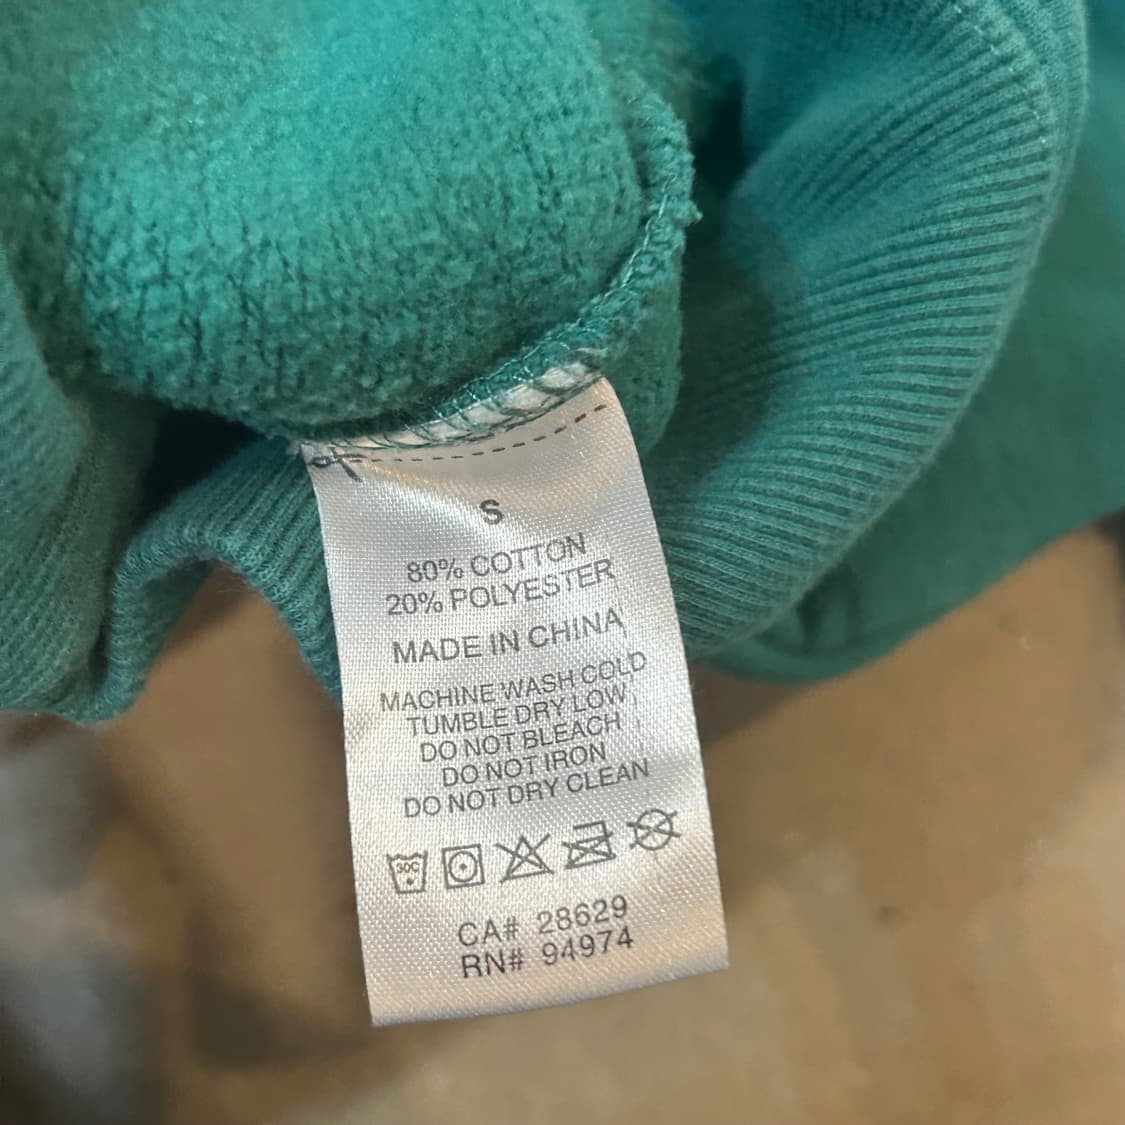 S
80% COTTON
20% POLYESTER
MADE IN CHINA
MACHINE WASH COLD
TUMBLE DRY LOW
DO NOT BLEACH
DO NOT IRON
DO NOT DRY CLEAN
30C
CA# 28629
RN# 94974